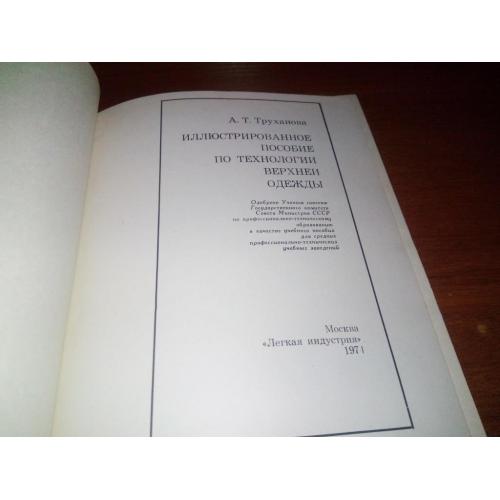 А. Т. Труханова
ИЛЛЮСТРИРОВАННОЕ
ПОСОБИЕ
ПО ТЕХНОЛОГИИ
ВЕРХНЕЙ
ОДЕЖДЫ
Одобрено Ученым советом
Государственного комитета
Совета Министров СССР
по профессионально-техническому
образованию
в качестве учебного пособия
для средних
профессионально-технических
учебных заведений
Москва
«Легкая индустрия»
1971